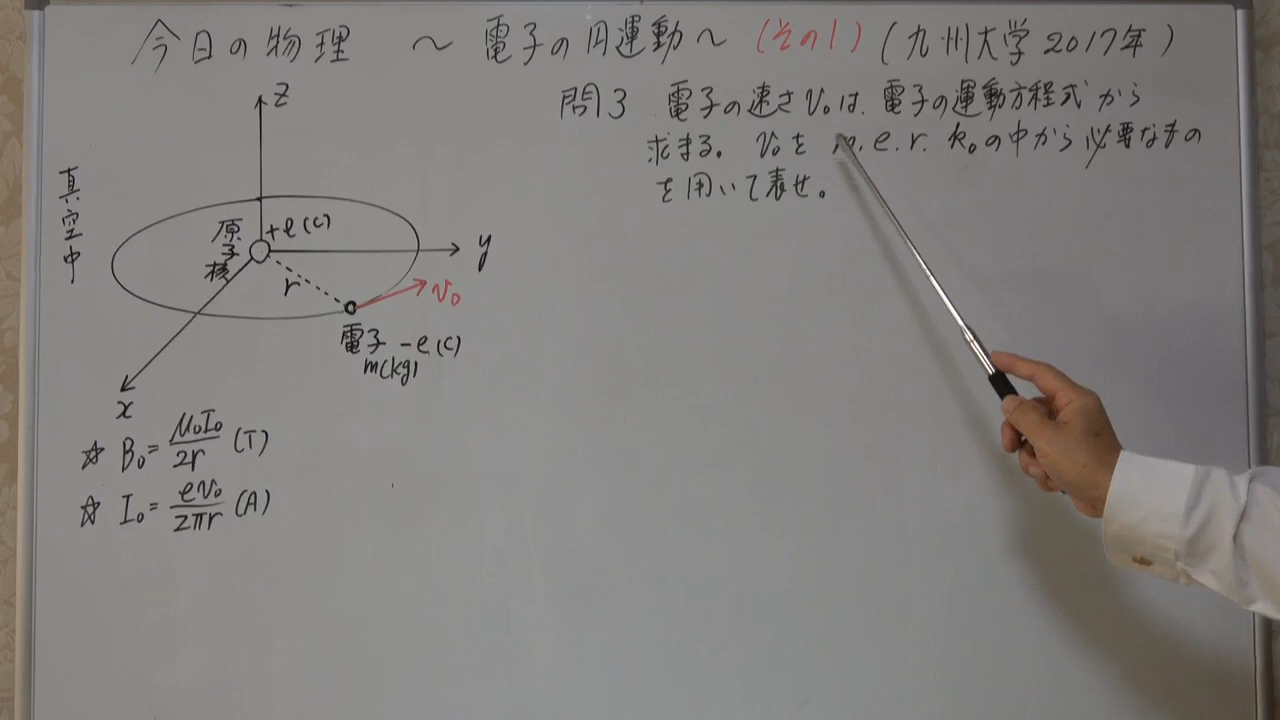 今日の物理 ～電子の円運動～ (その1) (九州大学 2017年)
問3 電子の速さv₀は、電子の運動方程式から
求まる。 v₀を m. e. r. k₀の中から必要なもの
を用いて表せ。
z
真空中
原子核
+e(C)
y
r
v₀
電子 -e(C)
m(kg)
x
☆ B₀ = μ₀I₀/2r (T)
☆ I₀ = ev₀/2πr (A)